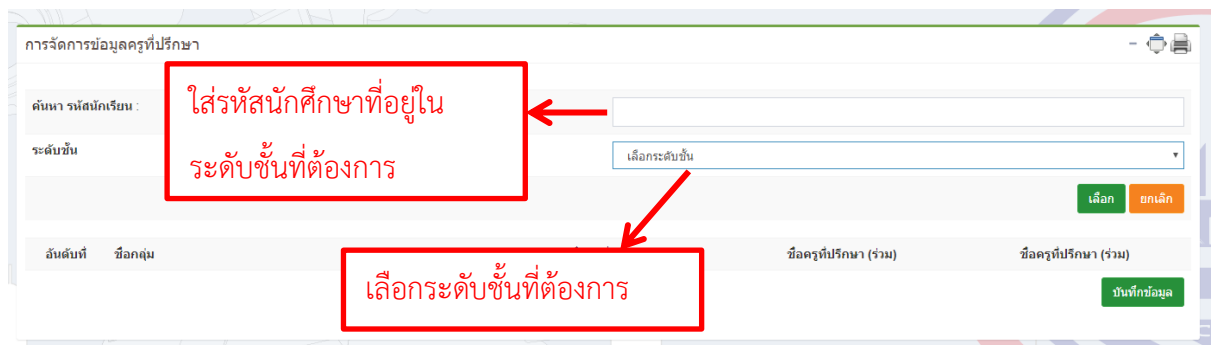 การจัดการข้อมูลครูที่ปรึกษา
ค้นหา รหัสนักเรียน :
ใส่รหัสนักศึกษาที่อยู่ใน
ระดับชั้นที่ต้องการ
ระดับชั้น
เลือกระดับชั้น
เลือก ยกเลิก
อันดับที่ ชื่อกลุ่ม ชื่อครูที่ปรึกษา (ร่วม) ชื่อครูที่ปรึกษา (ร่วม)
เลือกระดับชั้นที่ต้องการ
บันทึกข้อมูล